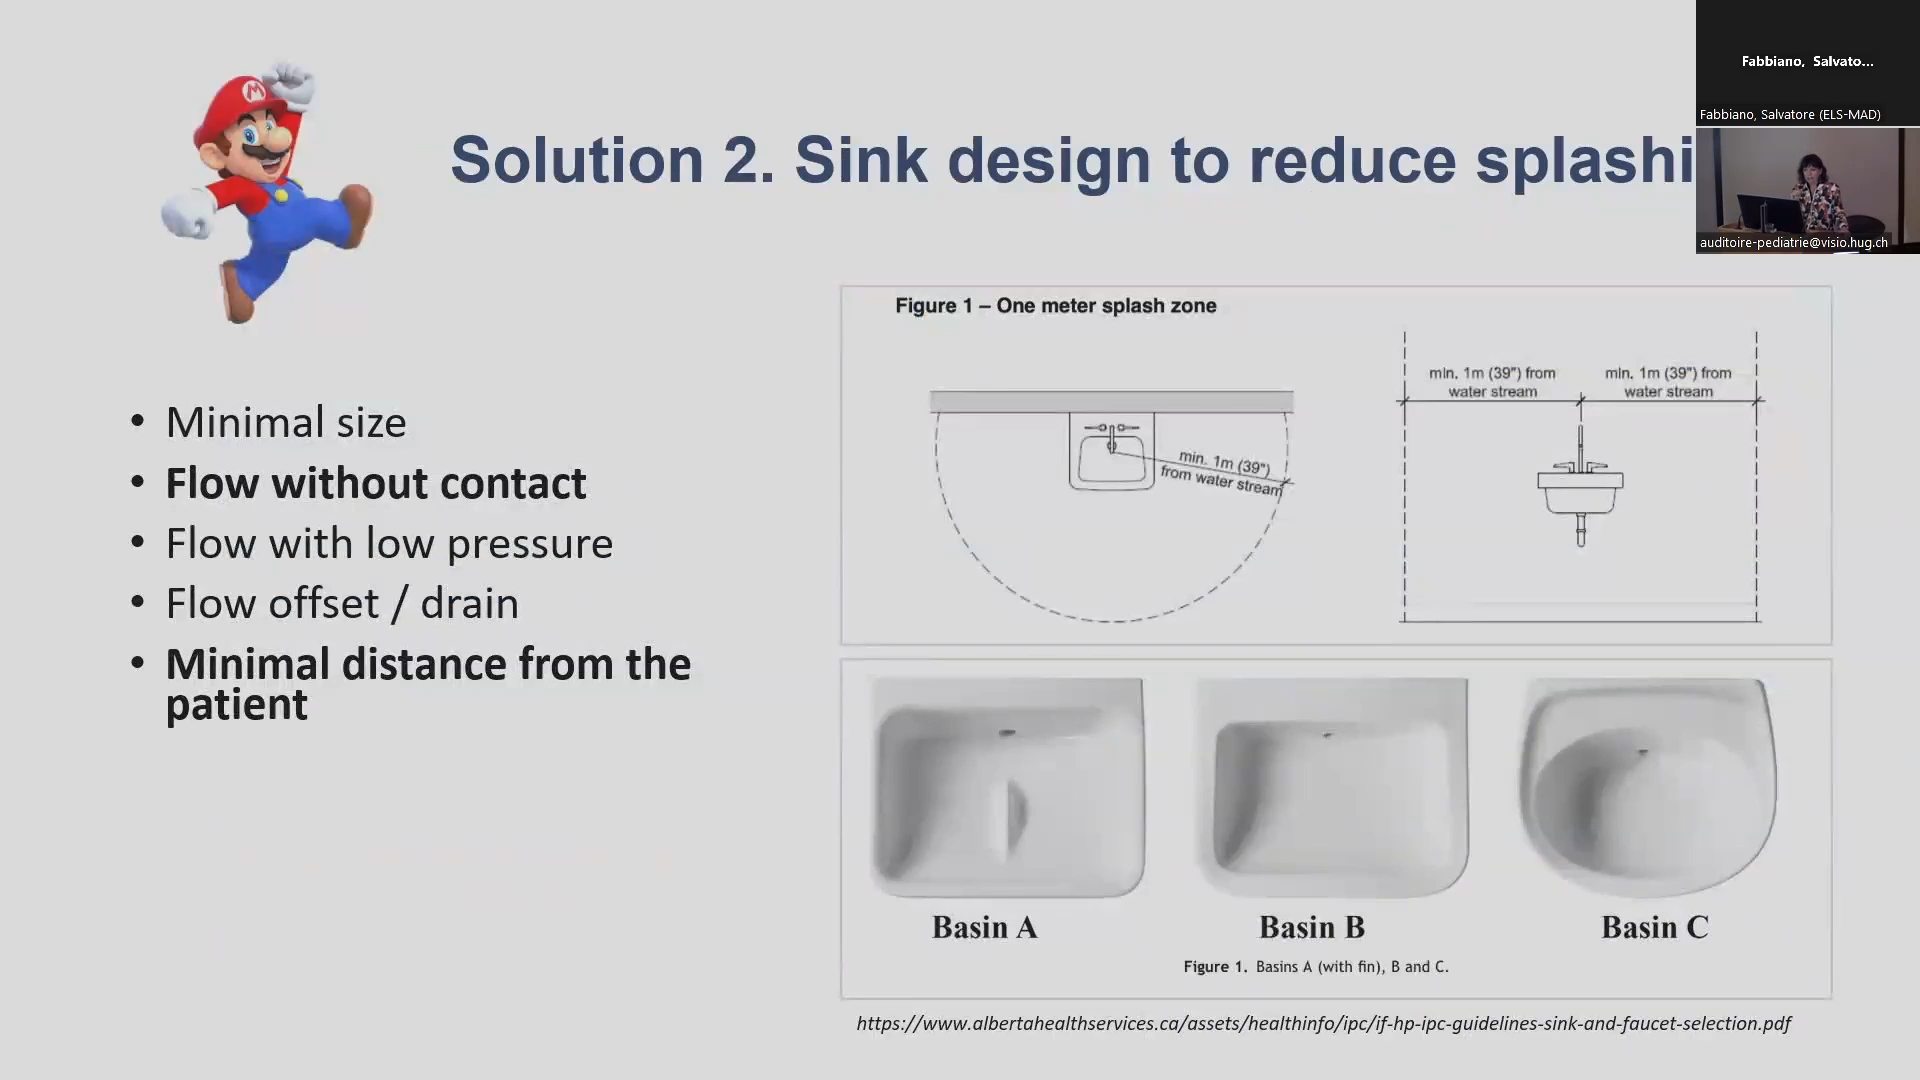 Fabbiano, Salvato...
Fabbiano, Salvatore (ELS-MAD)
auditoire-pediatrie@visio.hug.ch
M
Solution 2. Sink design to reduce splashi
• Minimal size
• Flow without contact
• Flow with low pressure
• Flow offset / drain
• Minimal distance from the
patient
Figure 1 – One meter splash zone
min. 1m (39")
from water stream
min. 1m (39") from
water stream
min. 1m (39") from
water stream
Basin A
Basin B
Basin C
Figure 1. Basins A (with fin), B and C.
https://www.albertahealthservices.ca/assets/healthinfo/ipc/if-hp-ipc-guidelines-sink-and-faucet-selection.pdf